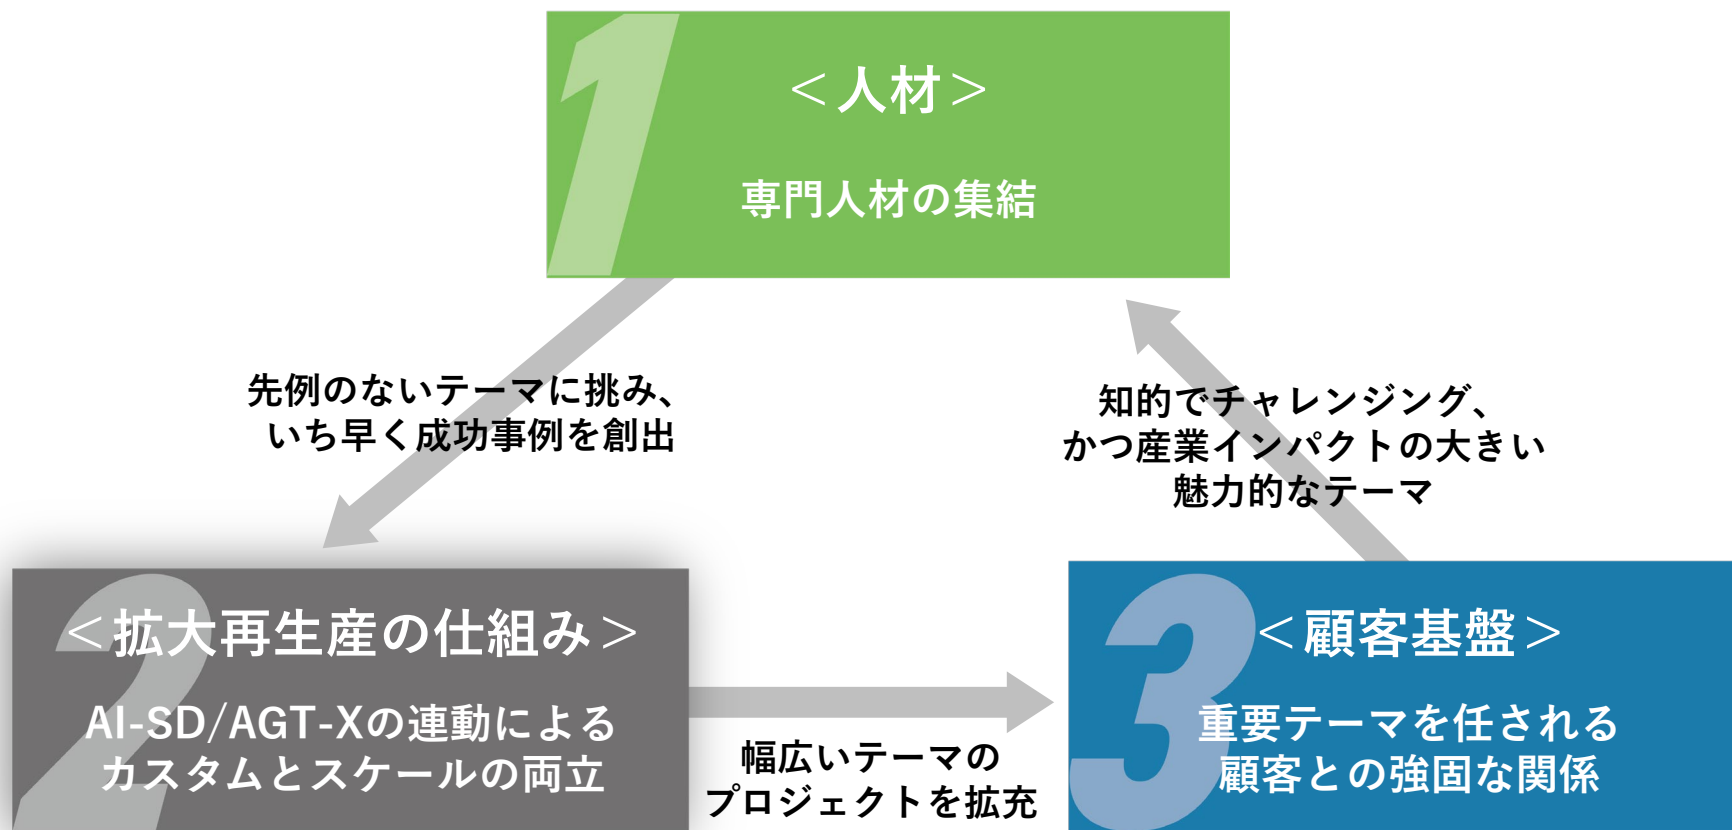 1
＜人材＞
専門人材の集結
先例のないテーマに挑み、
いち早く成功事例を創出
知的でチャレンジング、
かつ産業インパクトの大きい
魅力的なテーマ
2
＜拡大再生産の仕組み＞
AI-SD/AGT-Xの連動による
カスタムとスケールの両立
幅広いテーマの
プロジェクトを拡充
3
＜顧客基盤＞
重要テーマを任される
顧客との強固な関係